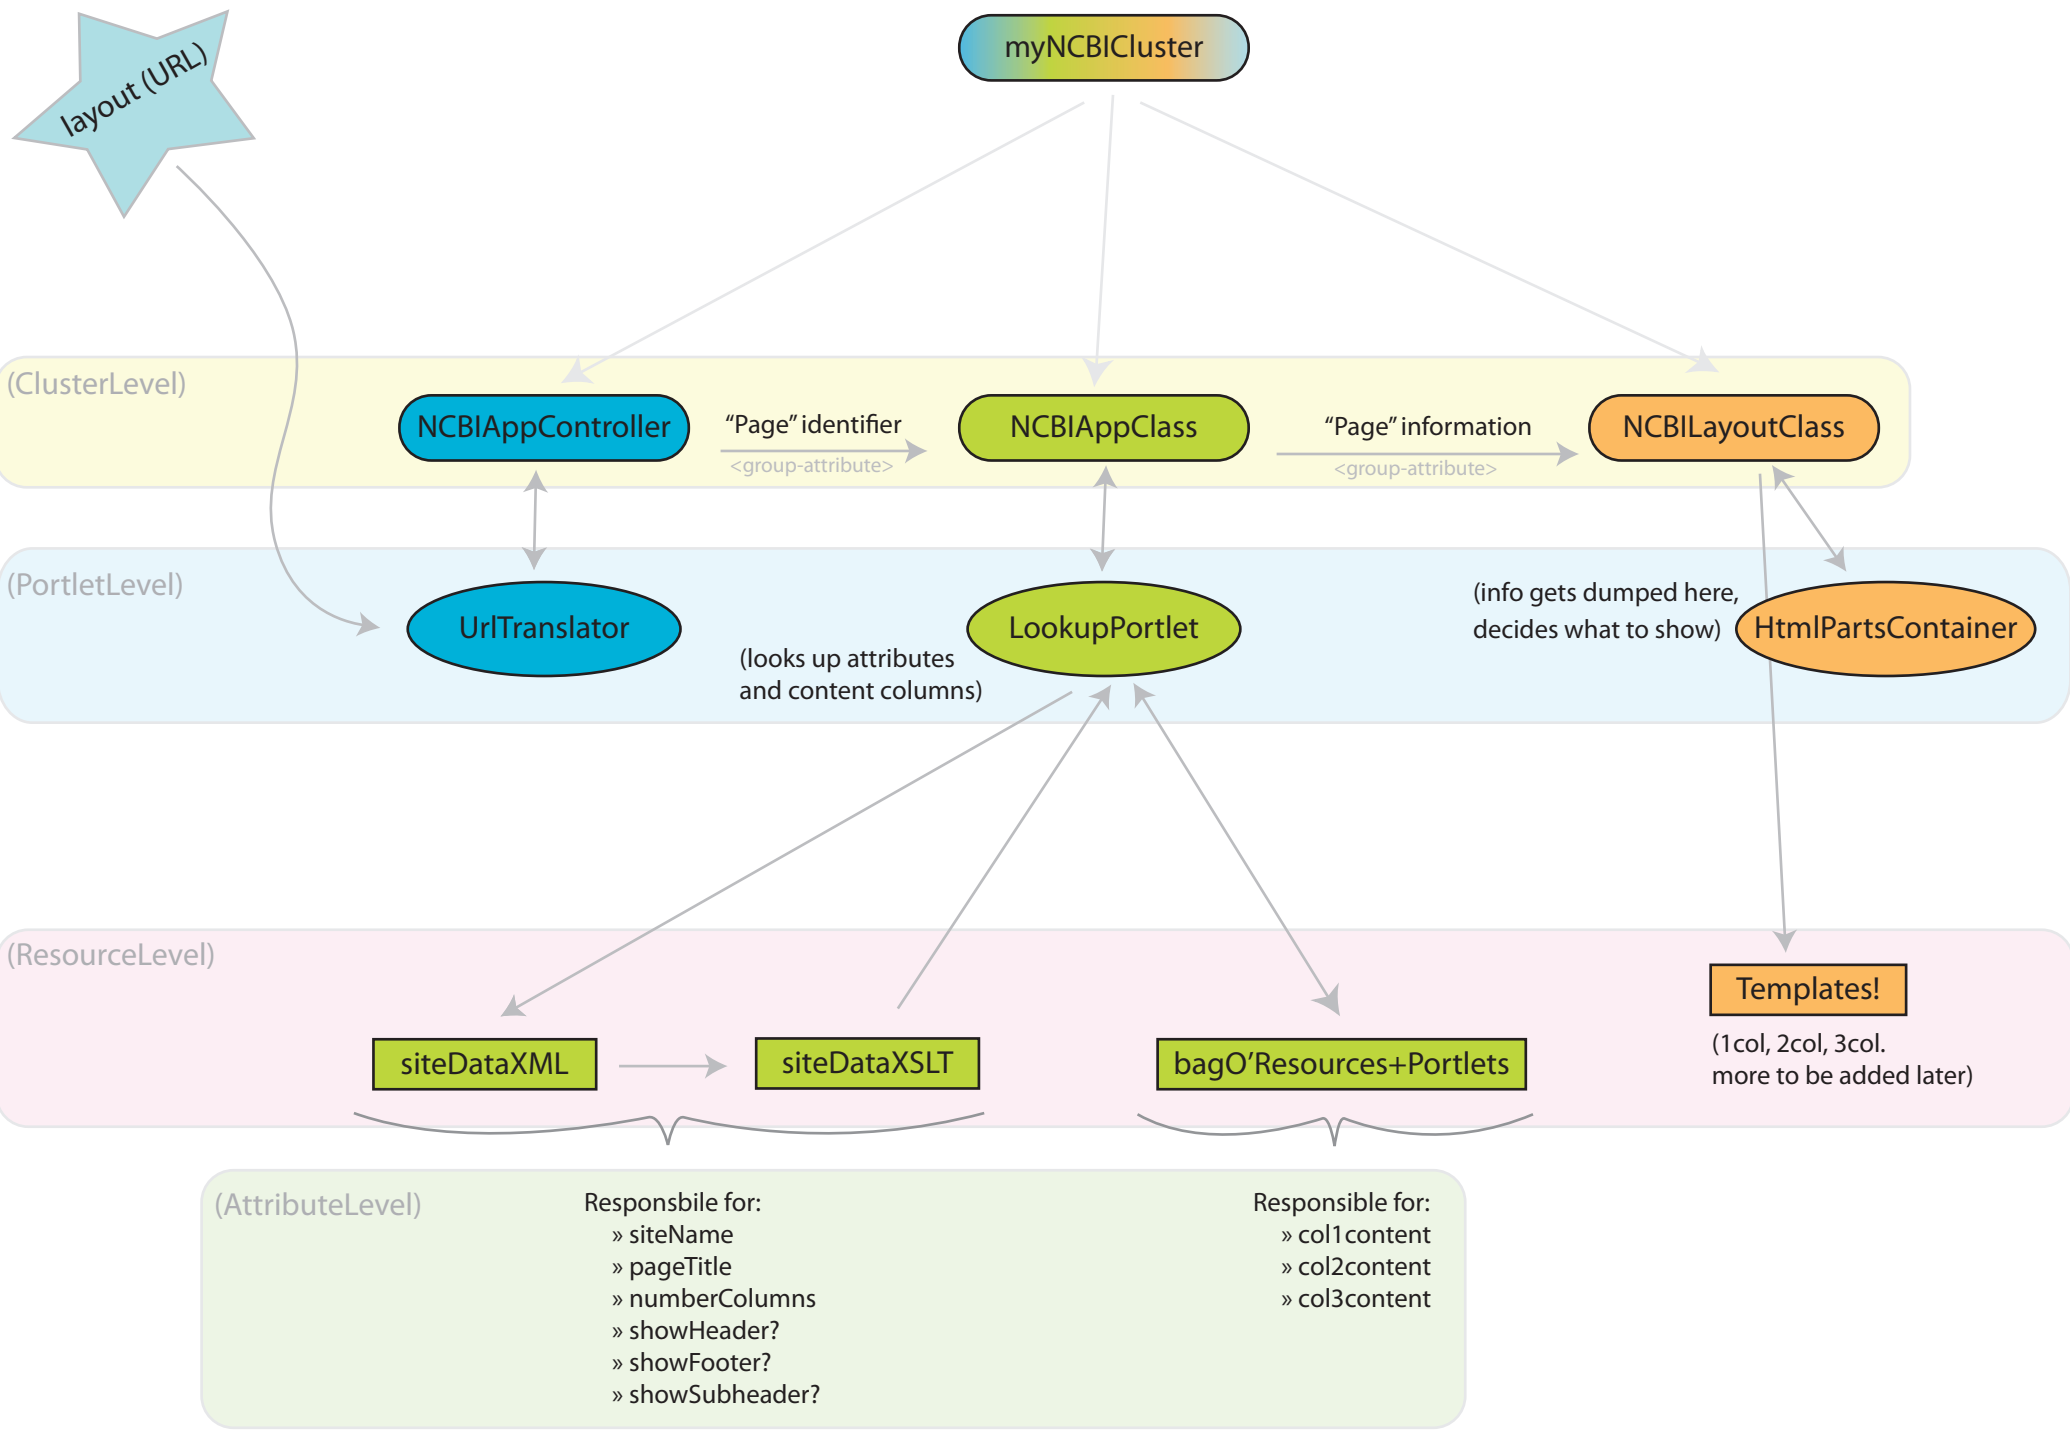 layout (URL)
myNCBICluster
(ClusterLevel)
NCBIAppController
“Page” identifier
<group-attribute>
NCBIAppClass
“Page” information
<group-attribute>
NCBILayoutClass
(PortletLevel)
UrlTranslator
(looks up attributes
and content columns)
LookupPortlet
(info gets dumped here,
decides what to show)
HtmlPartsContainer
(ResourceLevel)
siteDataXML
siteDataXSLT
bagO’Resources+Portlets
Templates!
(1col, 2col, 3col.
more to be added later)
(AttributeLevel)
Responsbile for:
» siteName
» pageTitle
» numberColumns
» showHeader?
» showFooter?
» showSubheader?
Responsible for:
» col1content
» col2content
» col3content